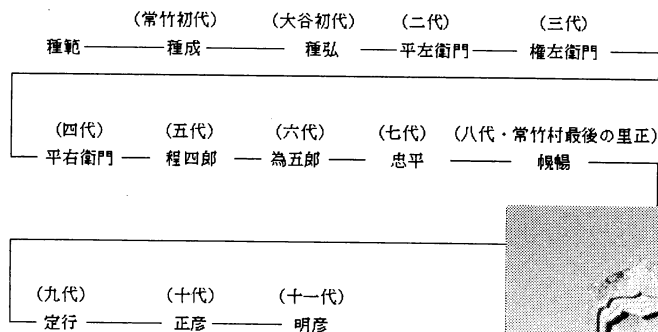 (常竹初代) (大谷初代) (二代) (三代)
種範 種成 種弘 平左衛門 権左衛門
(四代) (五代) (六代) (七代) (八代・常竹村最後の里正)
平右衛門 程四郎 為五郎 忠平 幌暢
(九代) (十代) (十一代)
定行 正彦 明彦